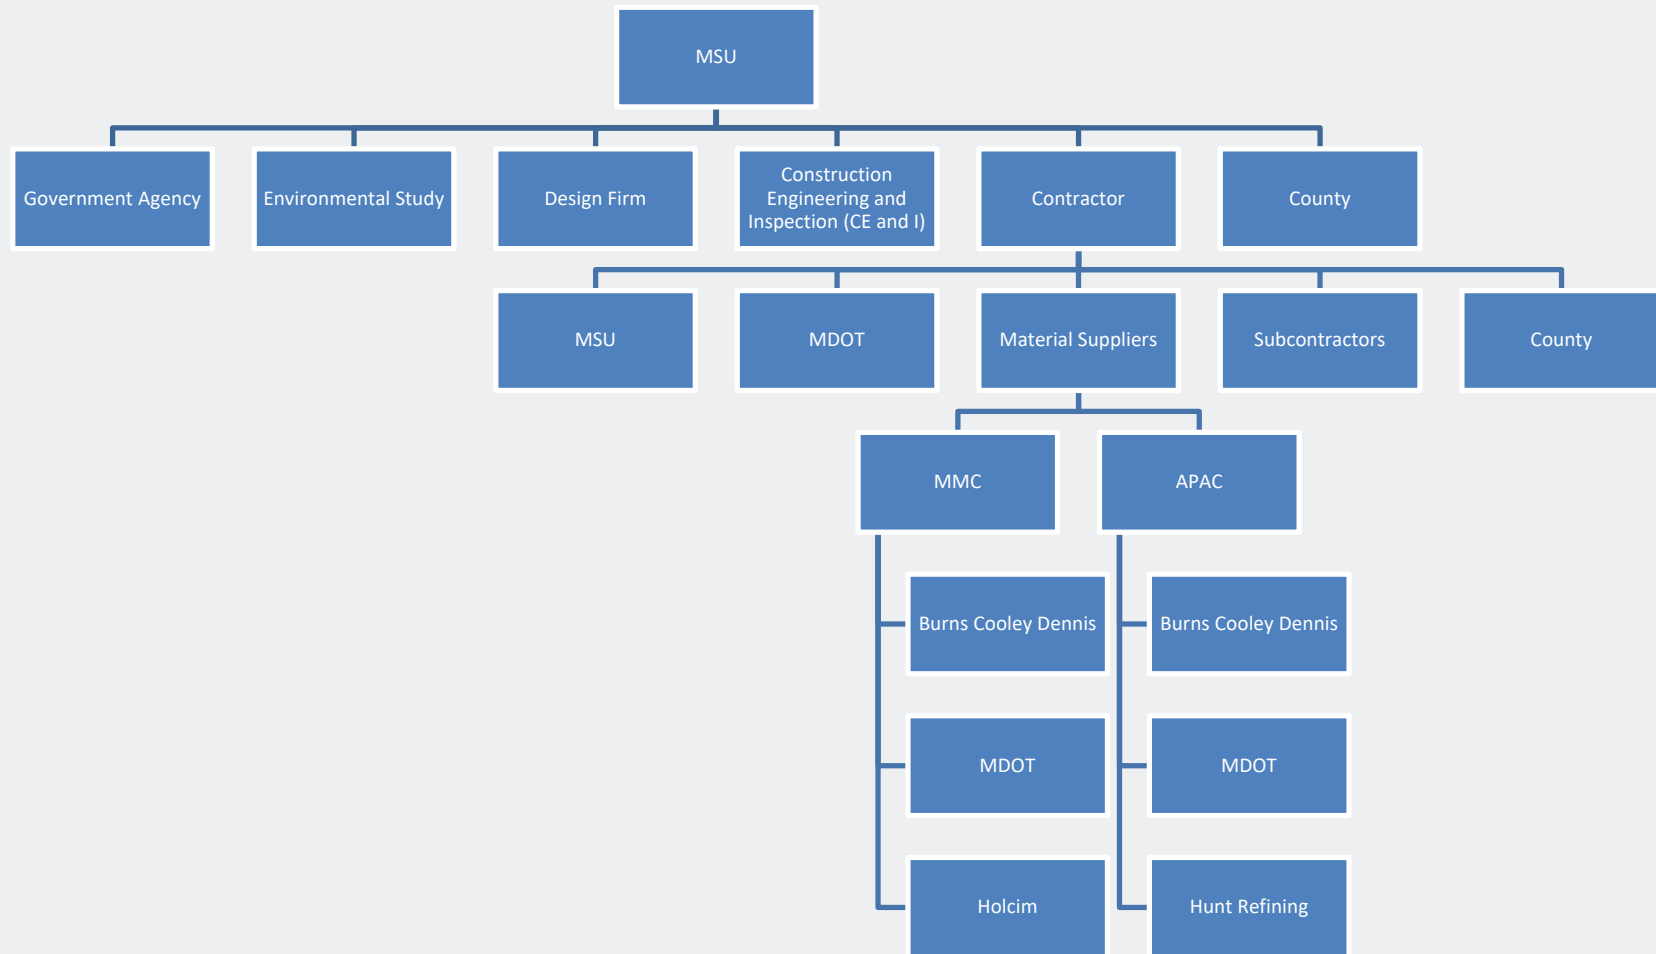 MSU
Government Agency
Environmental Study
Design Firm
Construction
Engineering and
Inspection (CE and I)
Contractor
County
MSU
MDOT
Material Suppliers
Subcontractors
County
MMC
APAC
Burns Cooley Dennis
Burns Cooley Dennis
MDOT
MDOT
Holcim
Hunt Refining